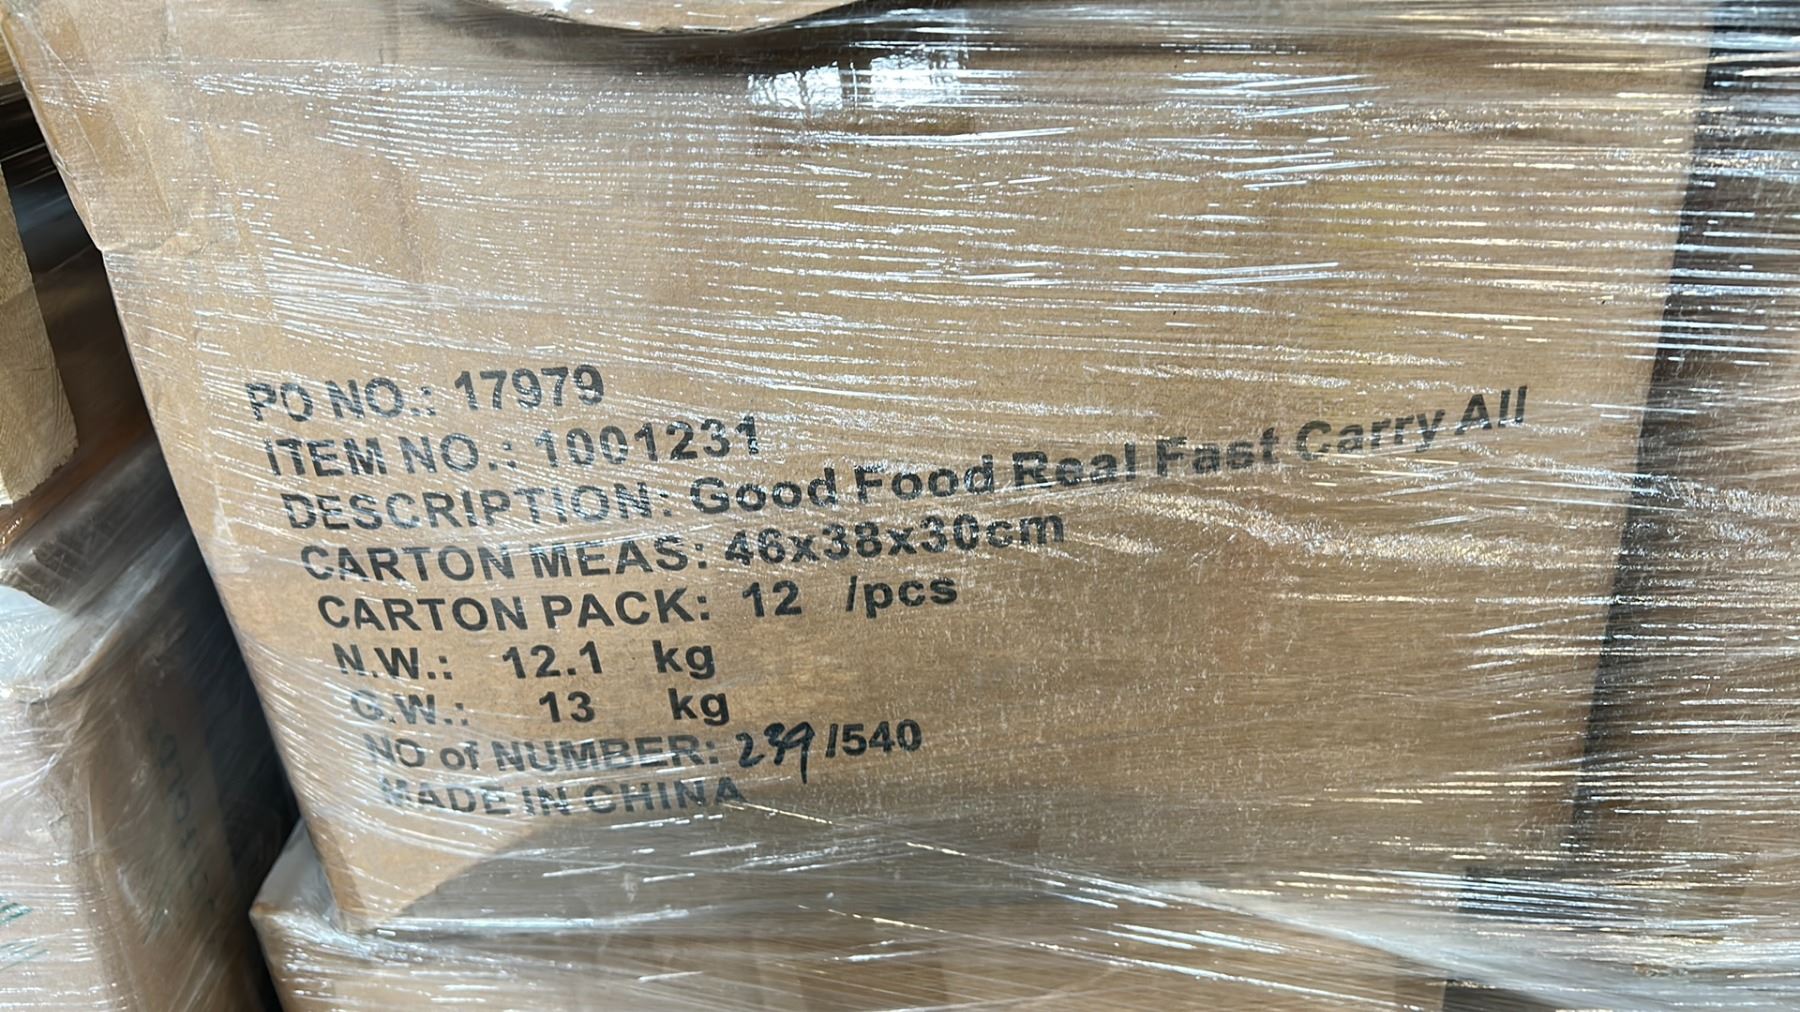 PO NO.: 17979
ITEM NO.: 1001231
DESCRIPTION: Good Food Real Fast Carry All
CARTON MEAS: 46x38x30cm
CARTON PACK: 12 /pcs
N.W.: 12.1 kg
G.W.: 13 kg
NO of NUMBER: 239/540
MADE IN CHINA